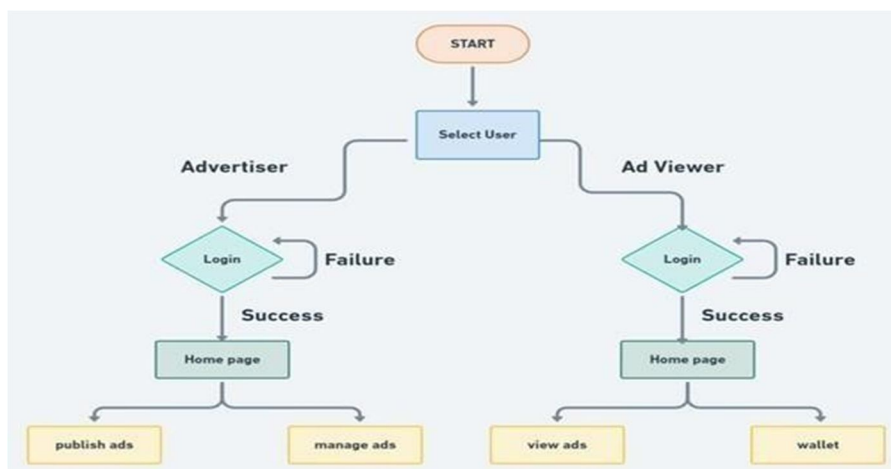 START
Select User
Advertiser
Ad Viewer
Login
Failure
Login
Failure
Success
Success
Home page
Home page
publish ads
manage ads
view ads
wallet